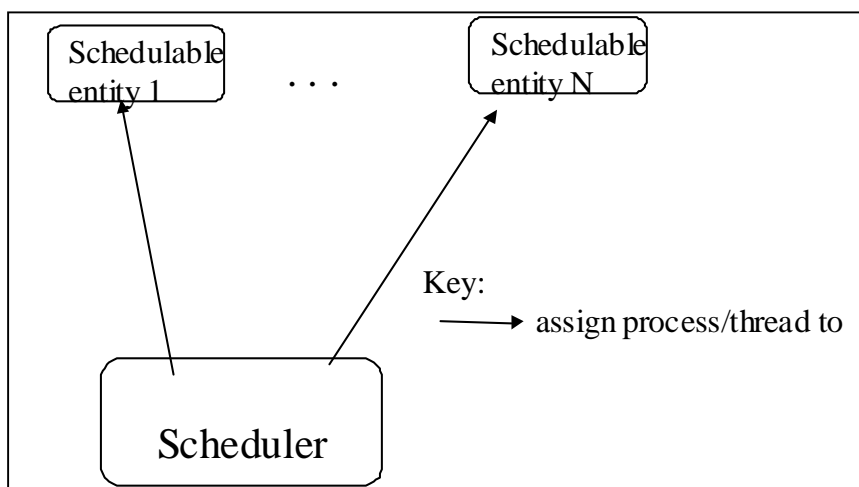 Schedulable
entity 1
. . .
Schedulable
entity N
Key:
assign process/thread to
Scheduler